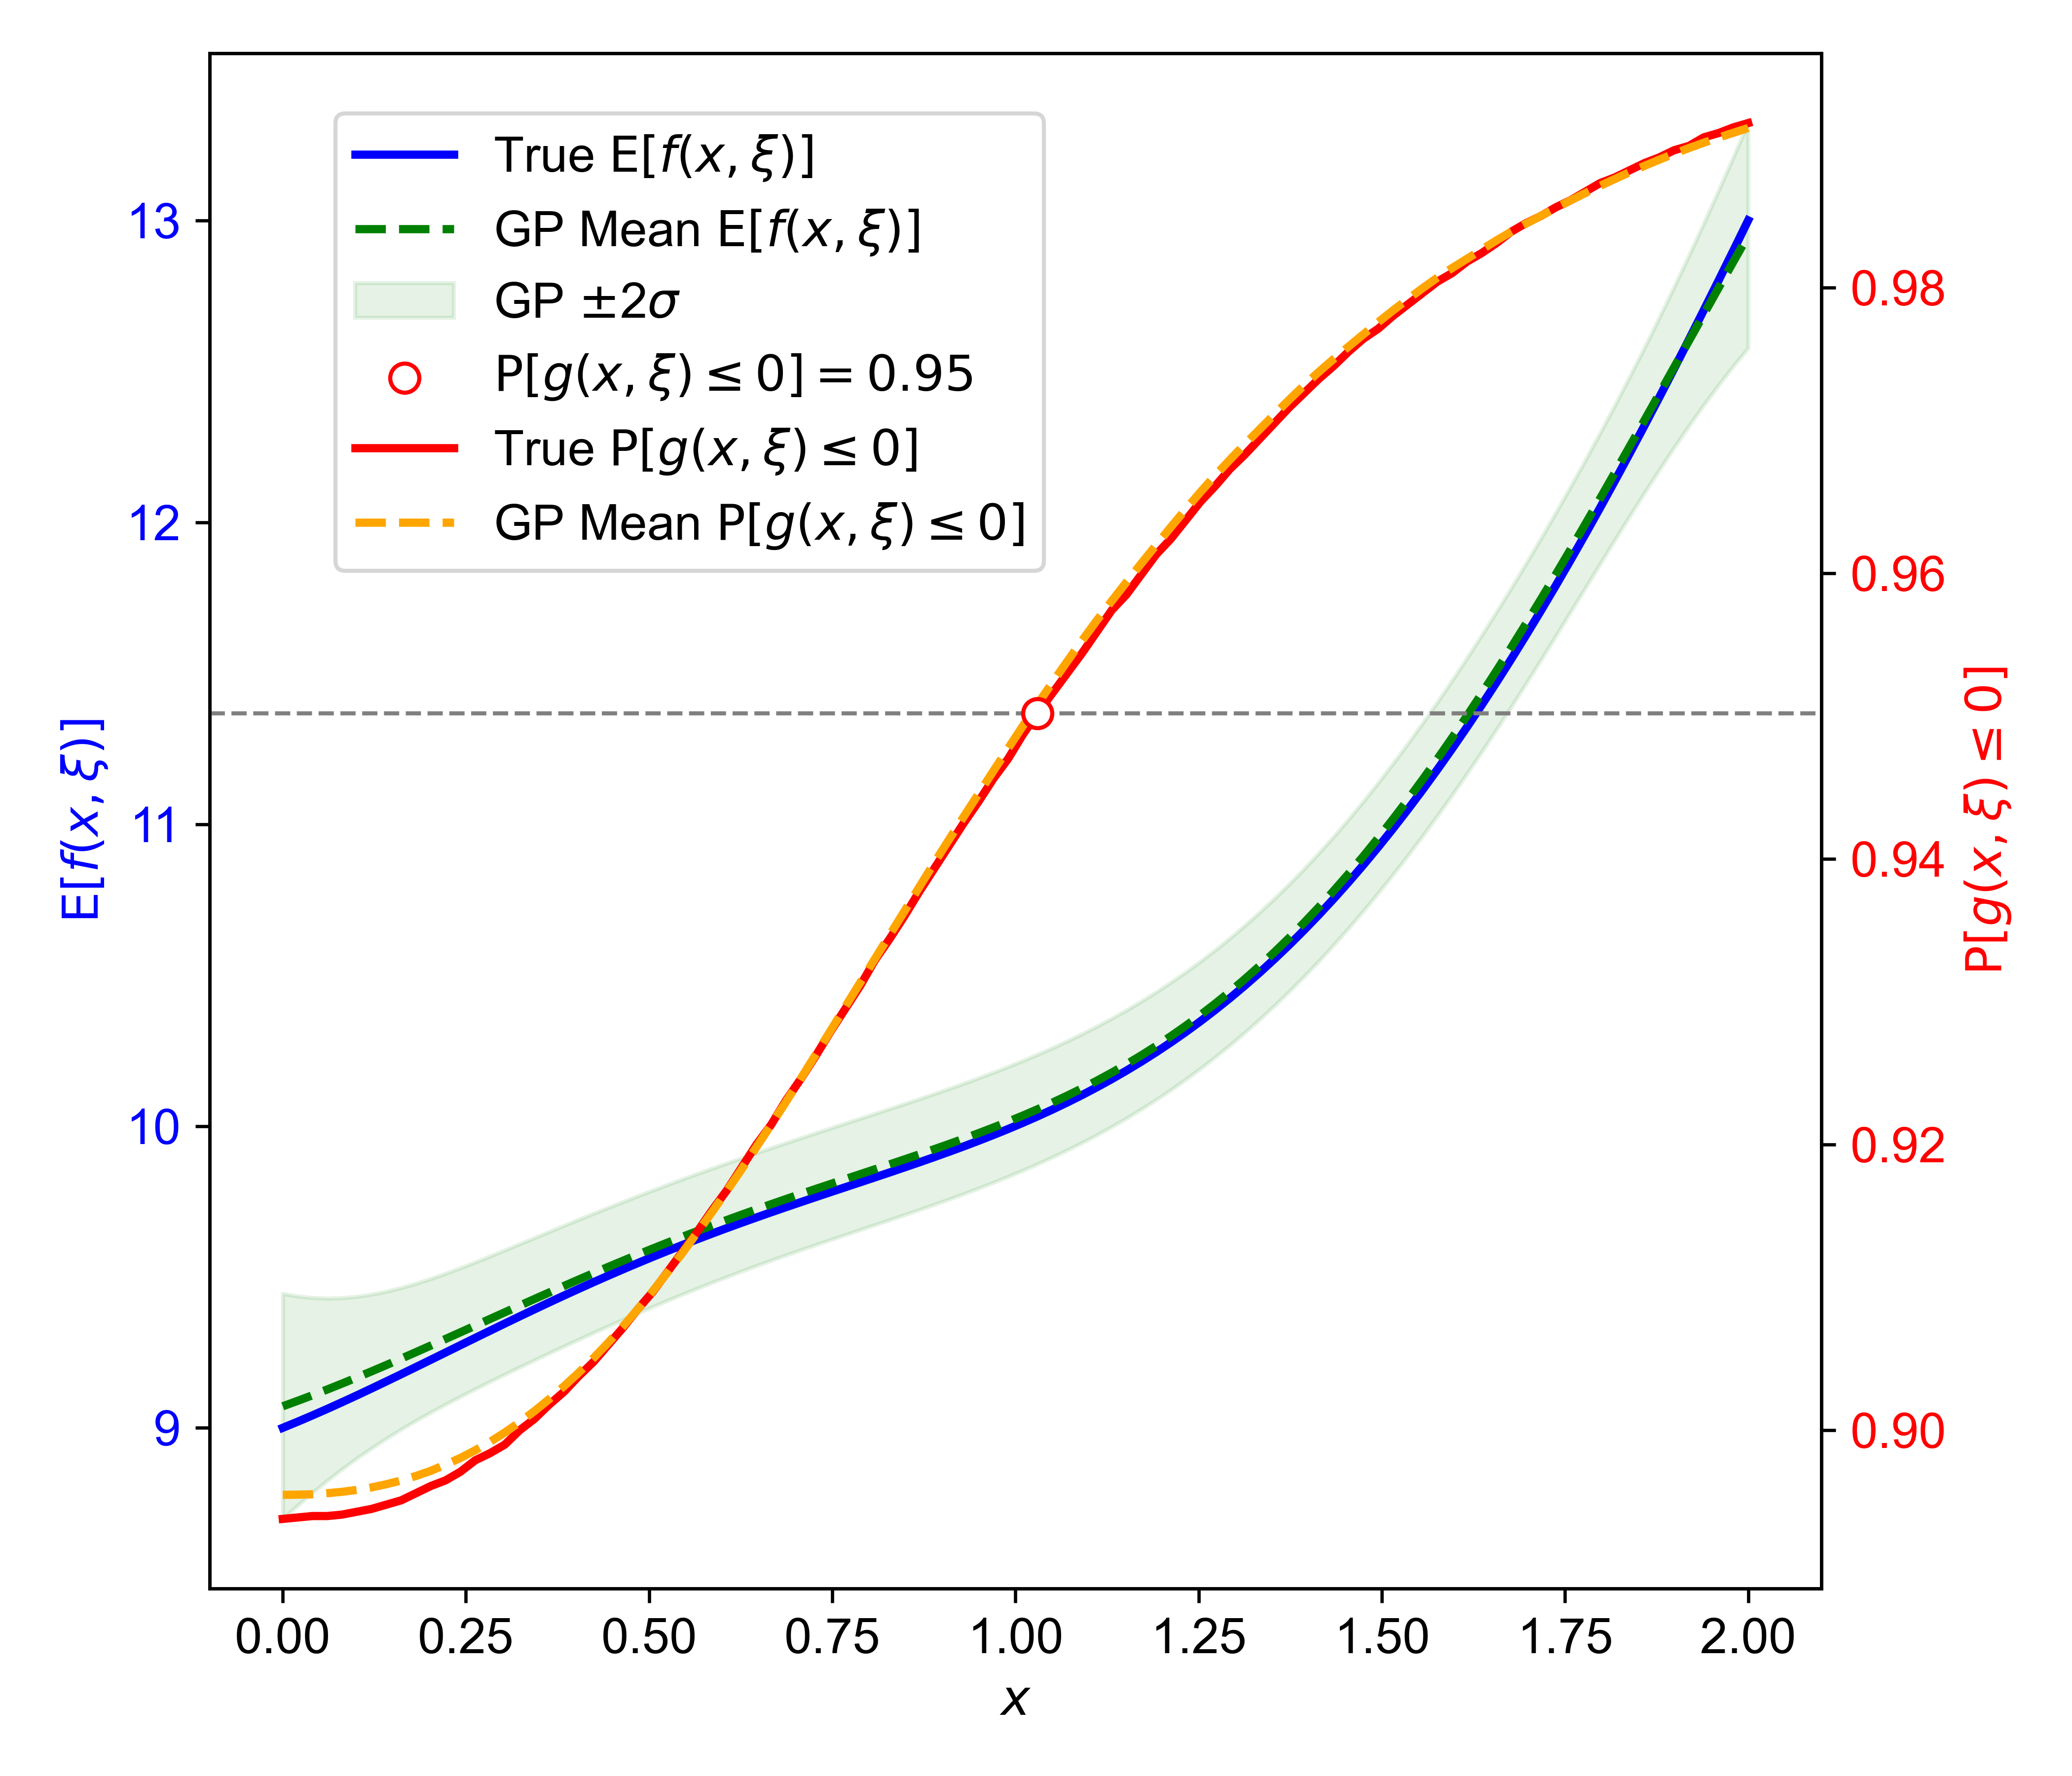 True E[f(x, ξ)]
GP Mean E[f(x, ξ)]
GP ±2σ
P[g(x, ξ) ≤ 0] = 0.95
True P[g(x, ξ) ≤ 0]
GP Mean P[g(x, ξ) ≤ 0]
E[f(x, ξ)]
13
12
11
10
9
P[g(x, ξ) ≤ 0]
0.98
0.96
0.94
0.92
0.90
0.00 0.25 0.50 0.75 1.00 1.25 1.50 1.75 2.00
x